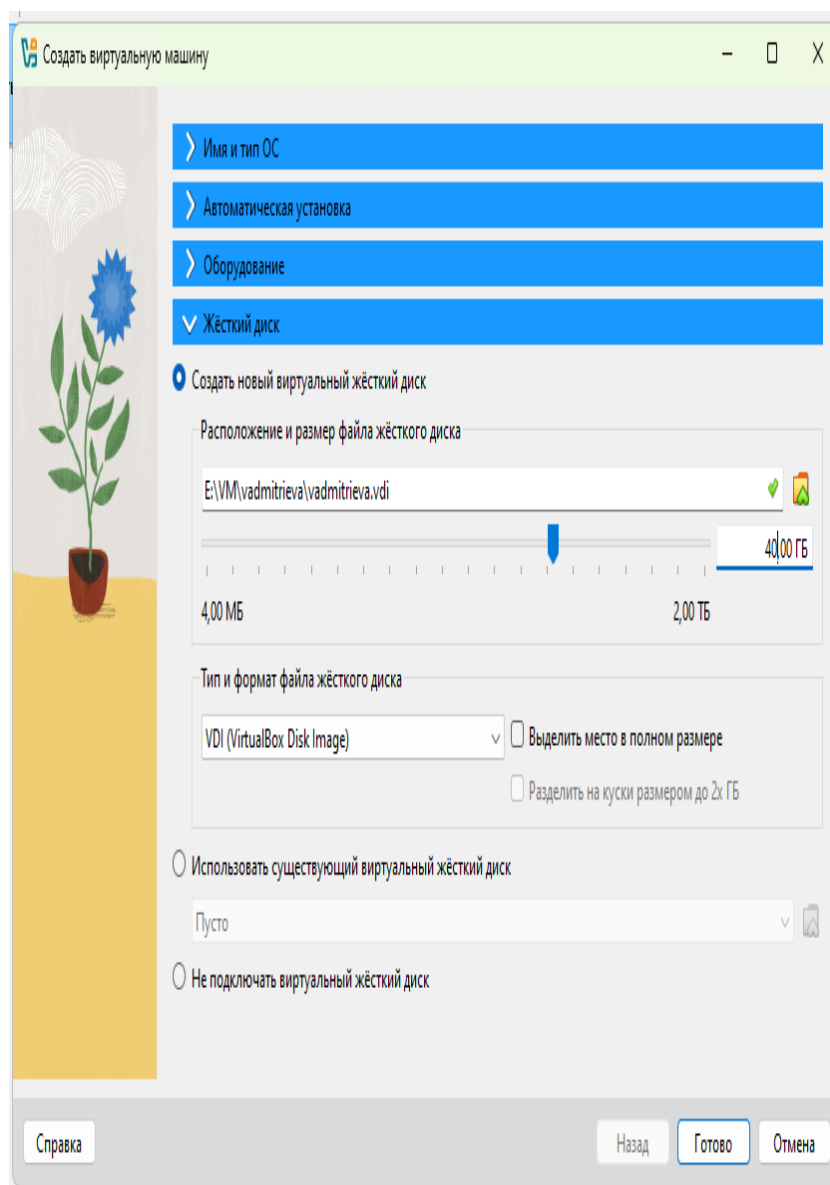 Создать виртуальную машину
Имя и тип ОС
Автоматическая установка
Оборудование
Жёсткий диск
Создать новый виртуальный жёсткий диск
Расположение и размер файла жёсткого диска
E:\VM\vadmitrieva\vadmitrieva.vdi
40,00 ГБ
4,00 МБ 2,00 ТБ
Тип и формат файла жёсткого диска
VDI (VirtualBox Disk Image) Выделить место в полном размере
Разделить на куски размером до 2х ГБ
Использовать существующий виртуальный жёсткий диск
Пусто
Не подключать виртуальный жёсткий диск
Справка Назад Готово Отмена